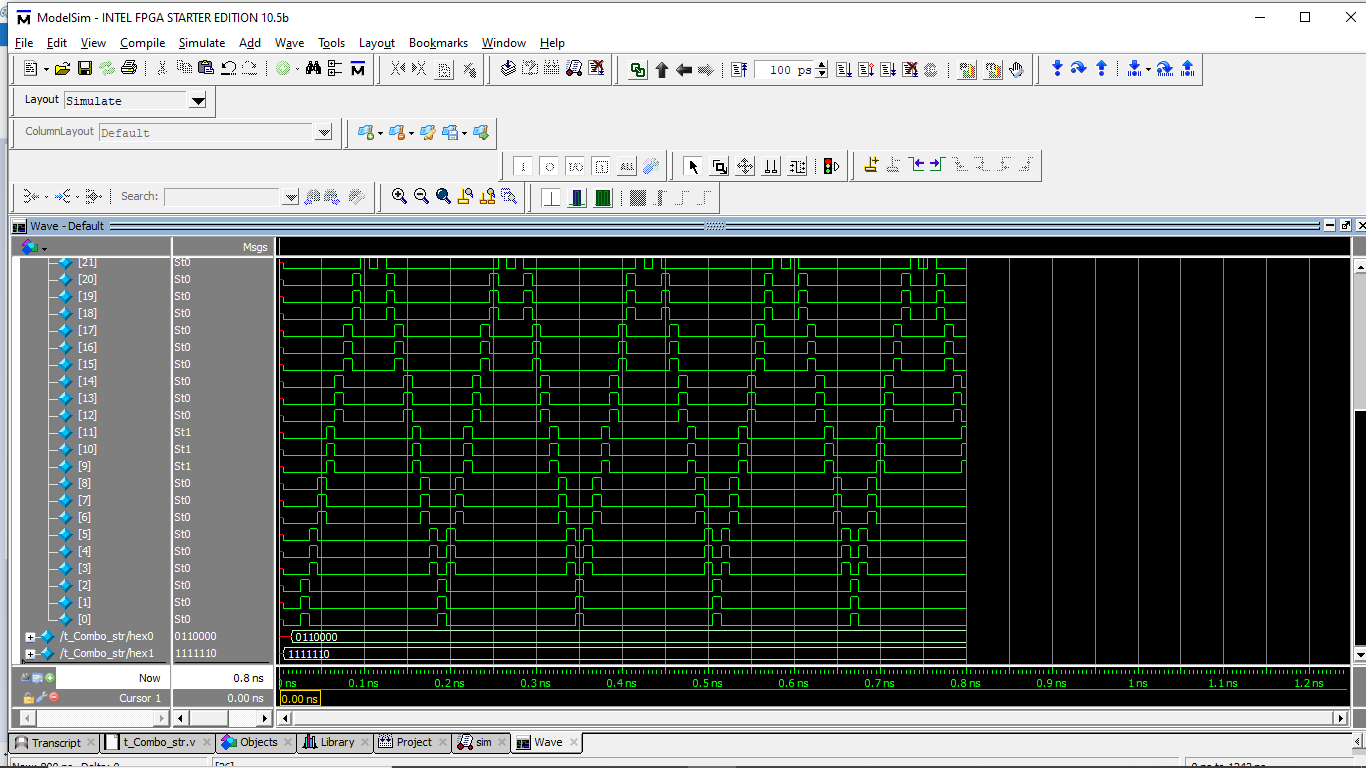 ModelSim - INTEL FPGA STARTER EDITION 10.5b
File Edit View Compile Simulate Add Wave Tools Layout Bookmarks Window Help
100 ps
Layout Simulate
ColumnLayout Default
ALL
Search:
Wave - Default
Msgs
[21] St0
[20] St0
[19] St0
[18] St0
[17] St0
[16] St0
[15] St0
[14] St0
[13] St0
[12] St0
[11] St1
[10] St1
[9] St1
[8] St0
[7] St0
[6] St0
[5] St0
[4] St0
[3] St0
[2] St0
[1] St0
[0] St0
/t_Combo_str/hex0 0110000 0110000
/t_Combo_str/hex1 1111110 1111110
Now 0.8 ns ns 0.1 ns 0.2 ns 0.3 ns 0.4 ns 0.5 ns 0.6 ns 0.7 ns 0.8 ns 0.9 ns 1 ns 1.1 ns 1.2 ns
Cursor 1 0.00 ns 0.00 ns
Transcript t_Combo_str.v Objects Library Project sim Wave